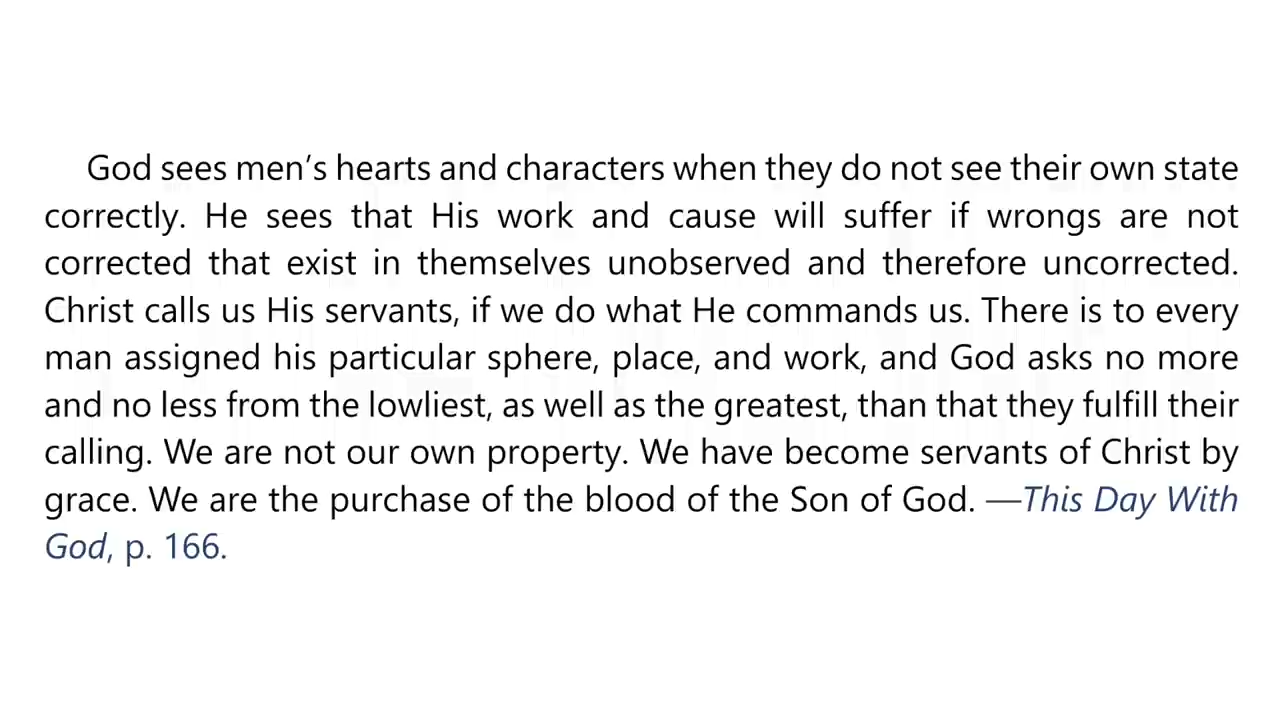 God sees men’s hearts and characters when they do not see their own state
correctly. He sees that His work and cause will suffer if wrongs are not
corrected that exist in themselves unobserved and therefore uncorrected.
Christ calls us His servants, if we do what He commands us. There is to every
man assigned his particular sphere, place, and work, and God asks no more
and no less from the lowliest, as well as the greatest, than that they fulfill their
calling. We are not our own property. We have become servants of Christ by
grace. We are the purchase of the blood of the Son of God. —This Day With
God, p. 166.